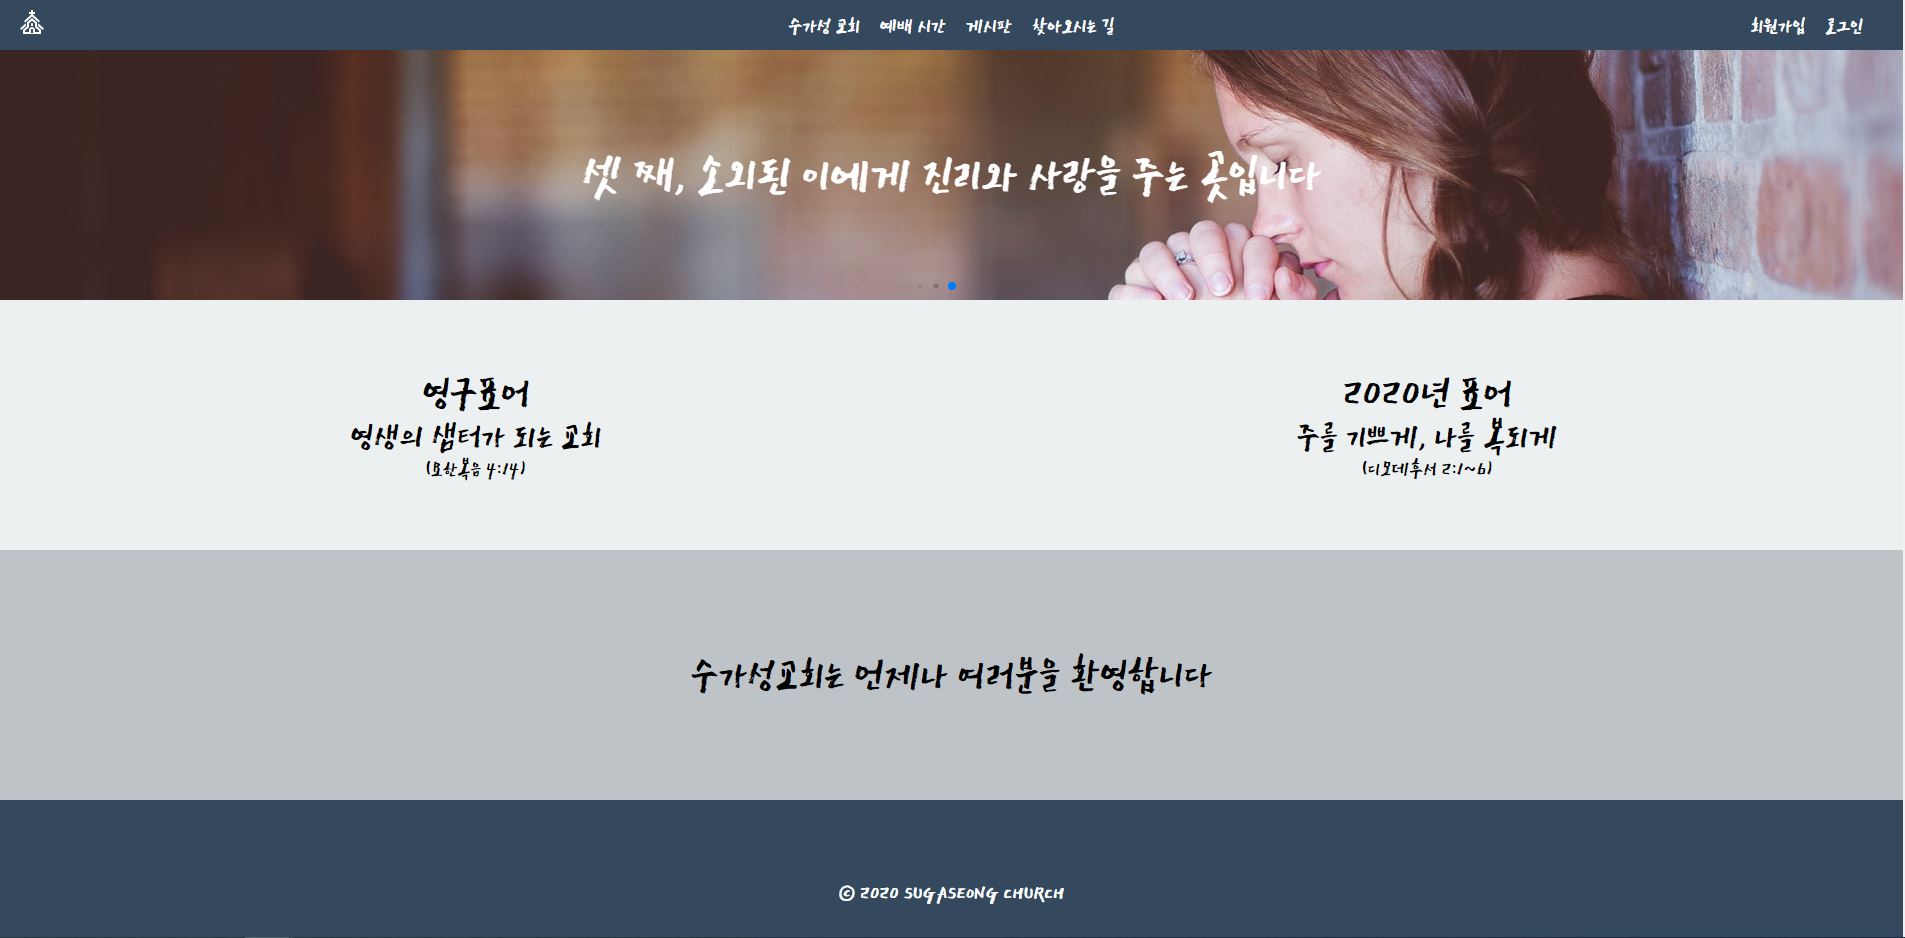 수가성 교회 예배 시간 게시판 찾아오시는 길 회원가입 로그인
셋 째, 소외된 이에게 진리와 사랑을 주는 곳입니다
영구표어
영생의 샘터가 되는 교회
(요한복음 4:14)
2020년 표어
주를 기쁘게, 나를 복되게
(디모데후서 2:1~6)
수가성교회는 언제나 여러분을 환영합니다
© 2020 SUGASEONG CHURCH